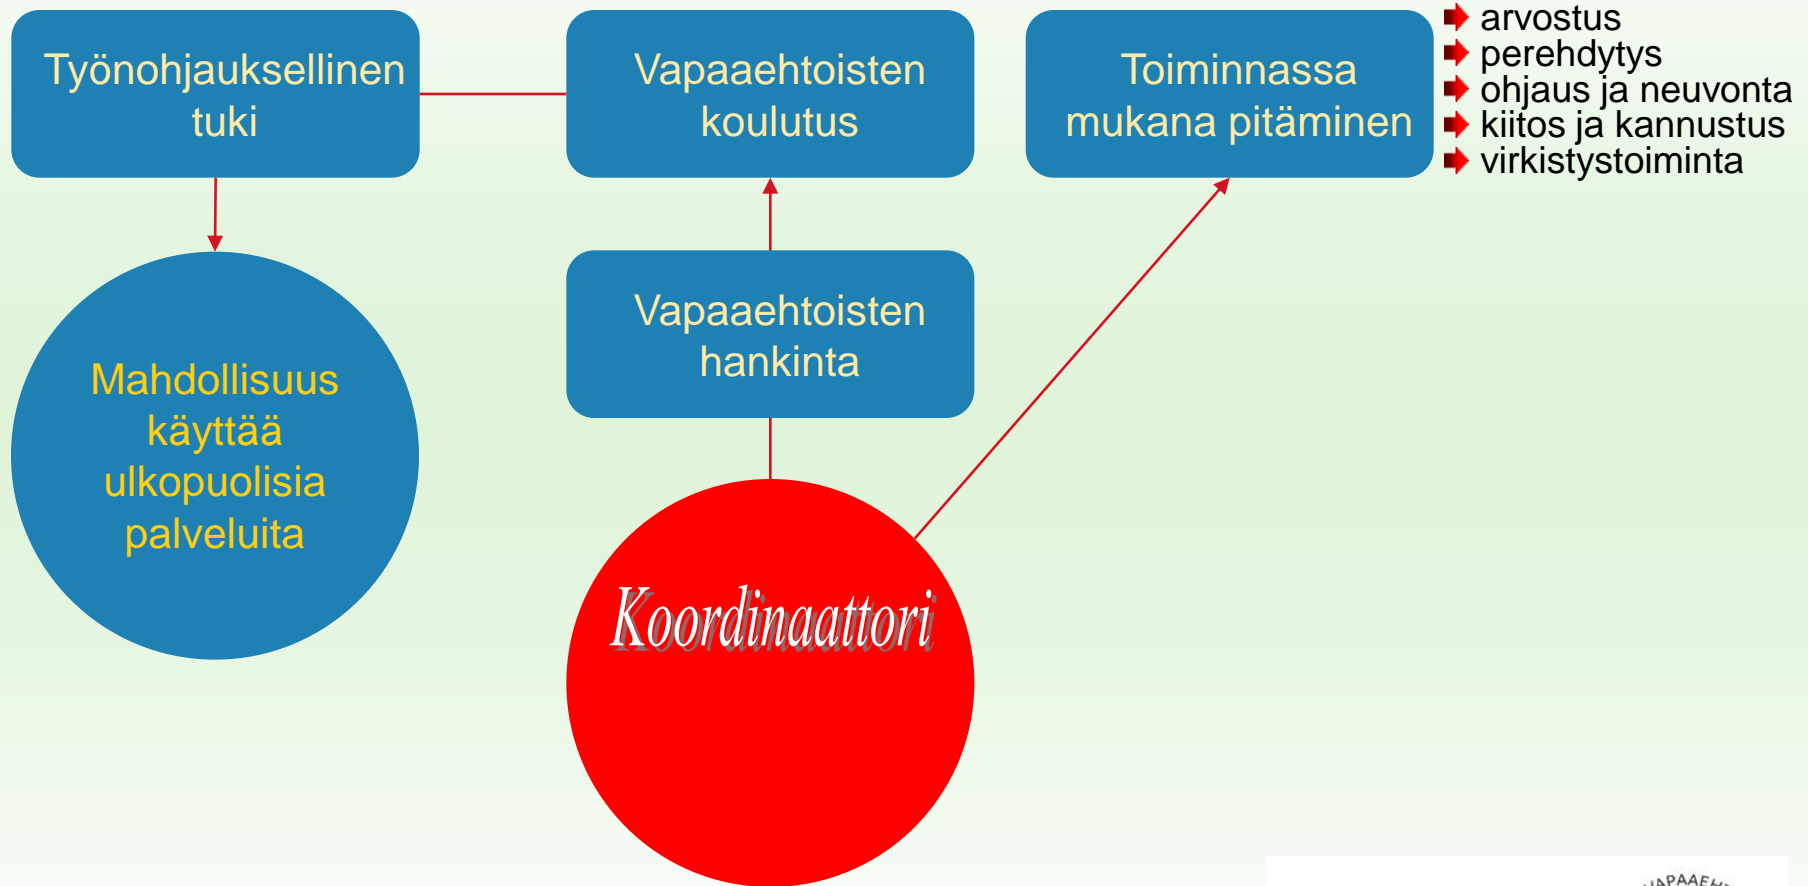 Työnohjauksellinen
tuki
Vapaaehtoisten
koulutus
Toiminnassa
mukana pitäminen
arvostus
perehdytys
ohjaus ja neuvonta
kiitos ja kannustus
virkistystoiminta
Vapaaehtoisten
hankinta
Mahdollisuus
käyttää
ulkopuolisia
palveluita
Koordinaattori